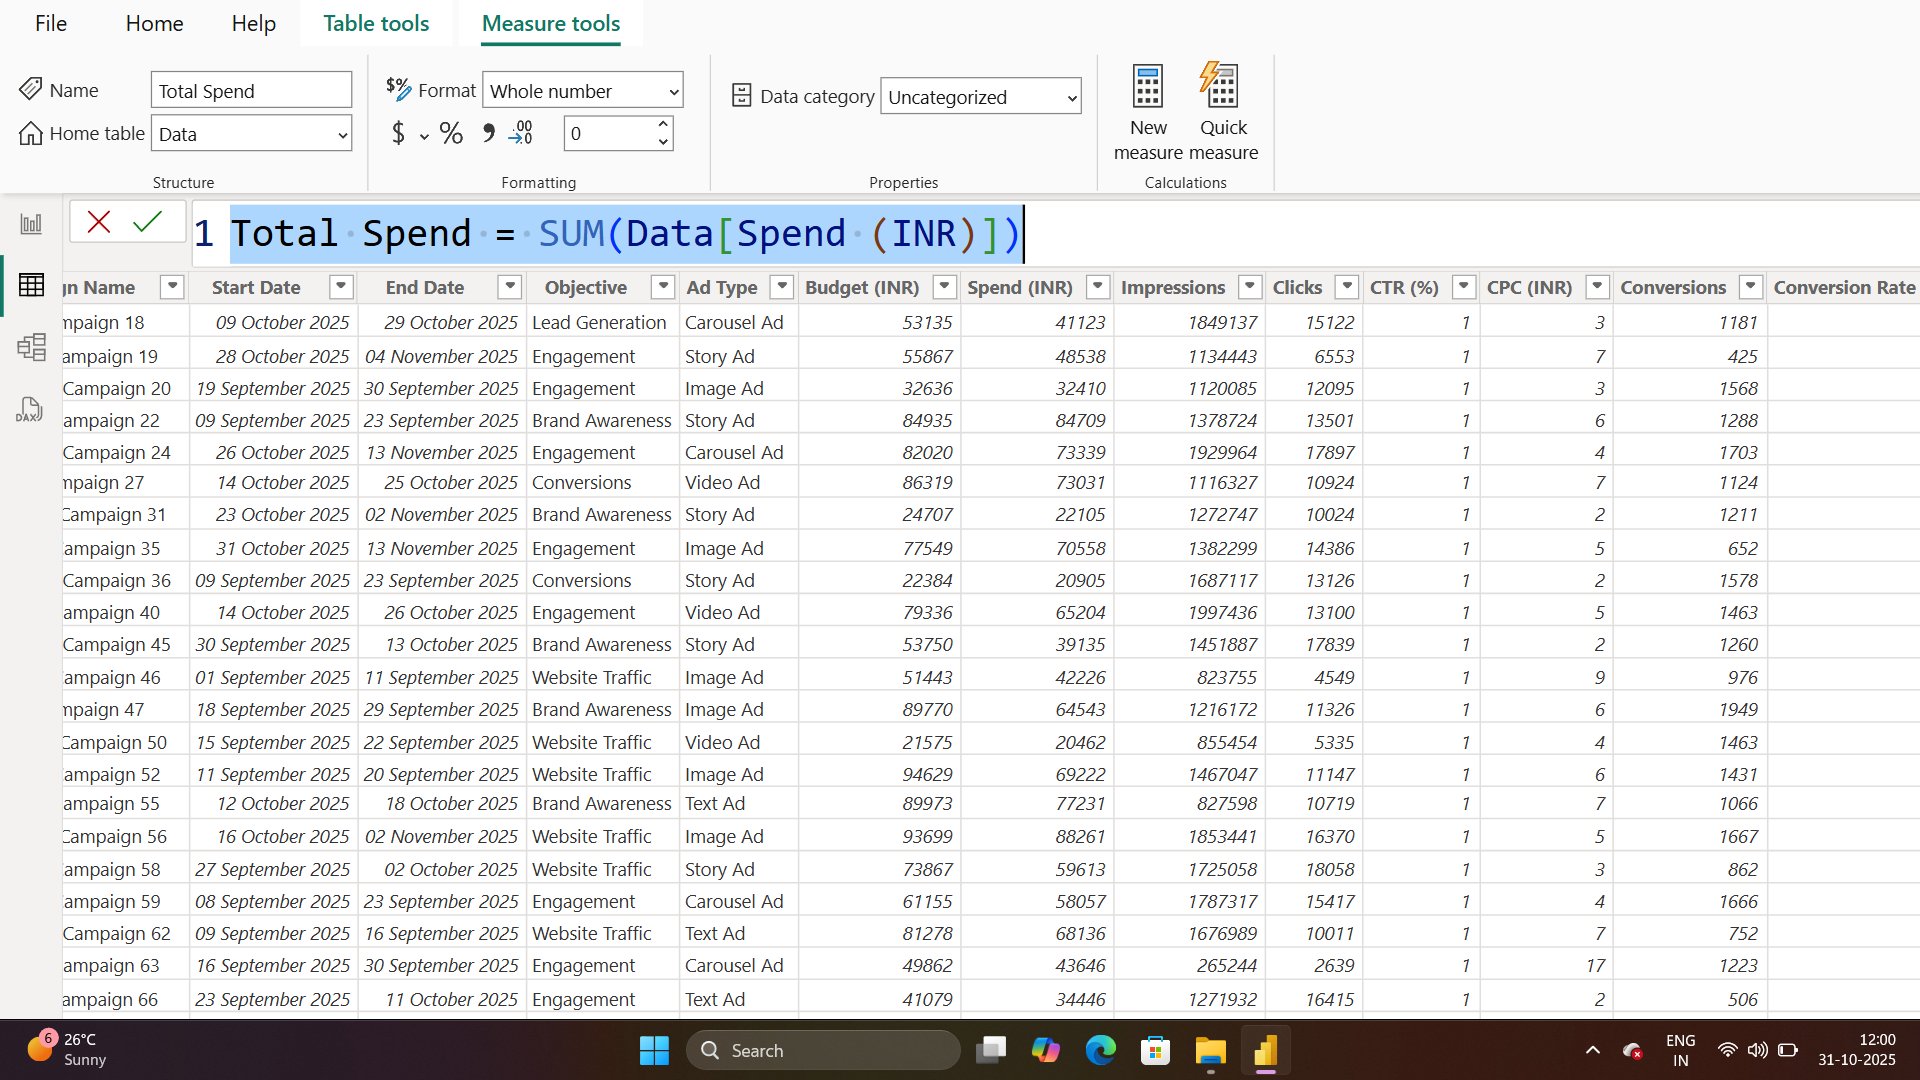 File Home Help Table tools Measure tools
Name Total Spend
Home table Data
Structure
$% Format Whole number
$ % 9 .00 →.0 0
Formatting
Data category Uncategorized
Properties
New measure Quick measure
Calculations
1 Total Spend = SUM(Data[Spend (INR)])
gn Name Start Date End Date Objective Ad Type Budget (INR) Spend (INR) Impressions Clicks CTR (%) CPC (INR) Conversions Conversion Rate
mpaign 18 09 October 2025 29 October 2025 Lead Generation Carousel Ad 53135 41123 1849137 15122 1 3 1181
ampaign 19 28 October 2025 04 November 2025 Engagement Story Ad 55867 48538 1134443 6553 1 7 425
Campaign 20 19 September 2025 30 September 2025 Engagement Image Ad 32636 32410 1120085 12095 1 3 1568
ampaign 22 09 September 2025 23 September 2025 Brand Awareness Story Ad 84935 84709 1378724 13501 1 6 1288
Campaign 24 26 October 2025 13 November 2025 Engagement Carousel Ad 82020 73339 1929964 17897 1 4 1703
mpaign 27 14 October 2025 25 October 2025 Conversions Video Ad 86319 73031 1116327 10924 1 7 1124
Campaign 31 23 October 2025 02 November 2025 Brand Awareness Story Ad 24707 22105 1272747 10024 1 2 1211
ampaign 35 31 October 2025 13 November 2025 Engagement Image Ad 77549 70558 1382299 14386 1 5 652
Campaign 36 09 September 2025 23 September 2025 Conversions Story Ad 22384 20905 1687117 13126 1 2 1578
ampaign 40 14 October 2025 26 October 2025 Engagement Video Ad 79336 65204 1997436 13100 1 5 1463
Campaign 45 30 September 2025 13 October 2025 Brand Awareness Story Ad 53750 39135 1451887 17839 1 2 1260
ampaign 46 01 September 2025 11 September 2025 Website Traffic Image Ad 51443 42226 823755 4549 1 9 976
mpaign 47 18 September 2025 29 September 2025 Brand Awareness Image Ad 89770 64543 1216172 11326 1 6 1949
Campaign 50 15 September 2025 22 September 2025 Website Traffic Video Ad 21575 20462 855454 5335 1 4 1463
ampaign 52 11 September 2025 20 September 2025 Website Traffic Image Ad 94629 69222 1467047 11147 1 6 1431
ampaign 55 12 October 2025 18 October 2025 Brand Awareness Text Ad 89973 77231 827598 10719 1 7 1066
Campaign 56 16 October 2025 02 November 2025 Website Traffic Image Ad 93699 88261 1853441 16370 1 5 1667
ampaign 58 27 September 2025 02 October 2025 Website Traffic Story Ad 73867 59613 1725058 18058 1 3 862
ampaign 59 08 September 2025 23 September 2025 Engagement Carousel Ad 61155 58057 1787317 15417 1 4 1666
Campaign 62 09 September 2025 16 September 2025 Website Traffic Text Ad 81278 68136 1676989 10011 1 7 752
ampaign 63 16 September 2025 30 September 2025 Engagement Carousel Ad 49862 43646 265244 2639 1 17 1223
ampaign 66 23 September 2025 11 October 2025 Engagement Text Ad 41079 34446 1271932 16415 1 2 506
DAX
6 26°C
Sunny
Search
ENG
IN
12:00
31-10-2025